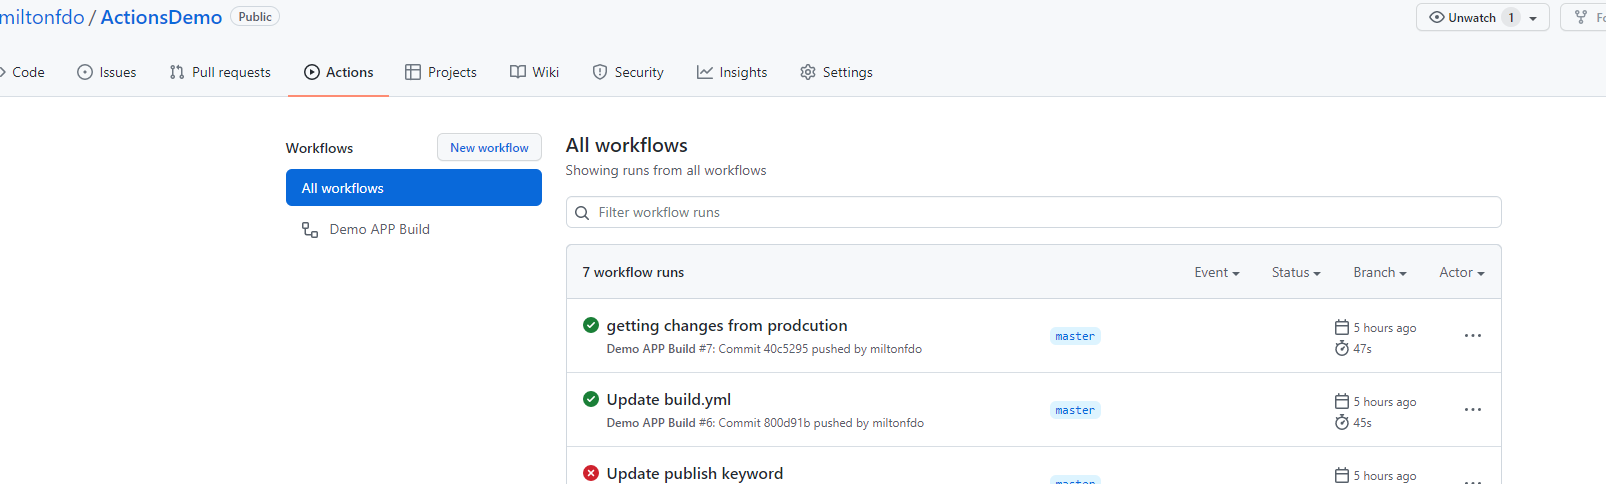 miltonfdo / ActionsDemo Public Unwatch 1
Code Issues Pull requests Actions Projects Wiki Security Insights Settings
Workflows New workflow
All workflows
Demo APP Build
All workflows
Showing runs from all workflows
Filter workflow runs
7 workflow runs Event Status Branch Actor
getting changes from prodcution
Demo APP Build #7: Commit 40c5295 pushed by miltonfdo
master
5 hours ago
47s
Update build.yml
Demo APP Build #6: Commit 800d91b pushed by miltonfdo
master
5 hours ago
45s
Update publish keyword
master
5 hours ago